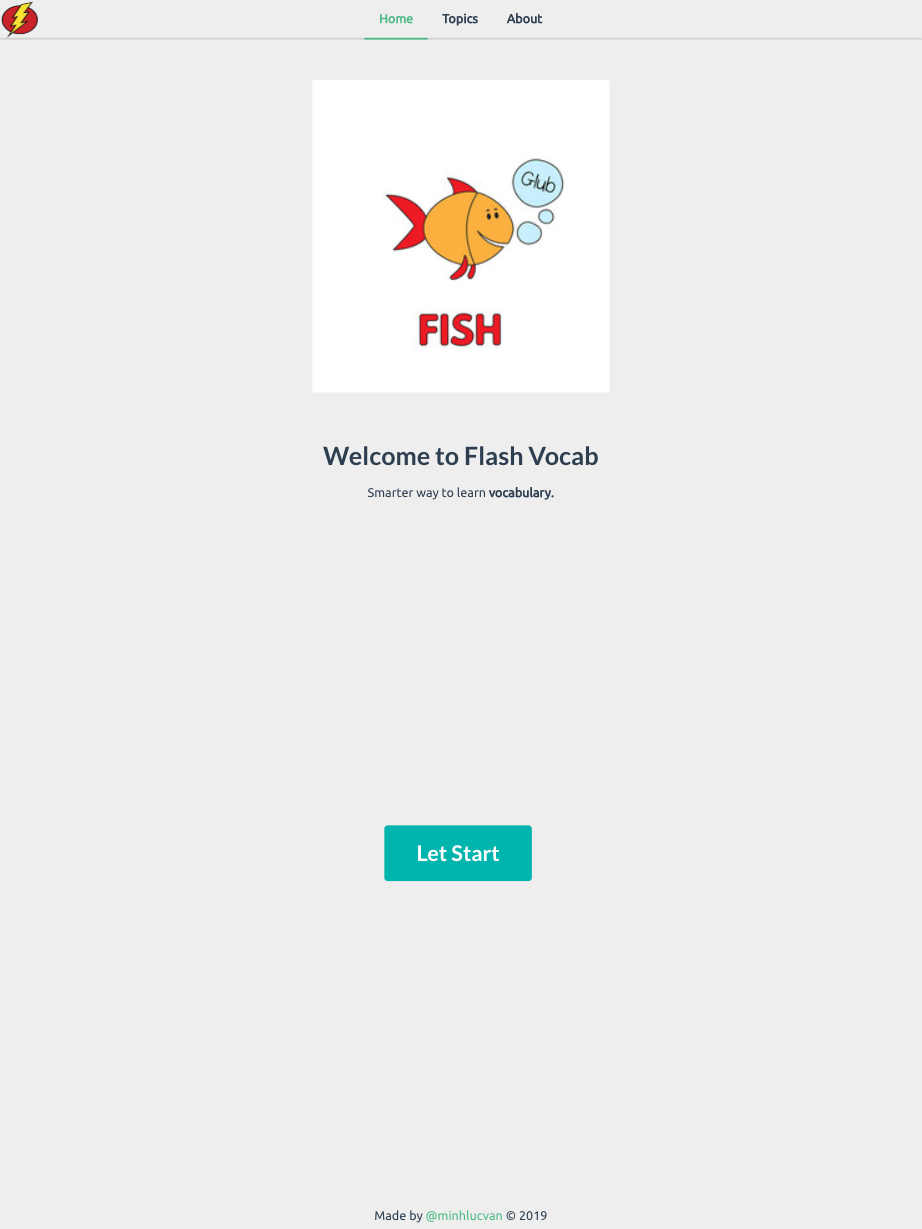 Home Topics About
Glub
FISH
Welcome to Flash Vocab
Smarter way to learn vocabulary.
Let Start
Made by @minhlucvan © 2019